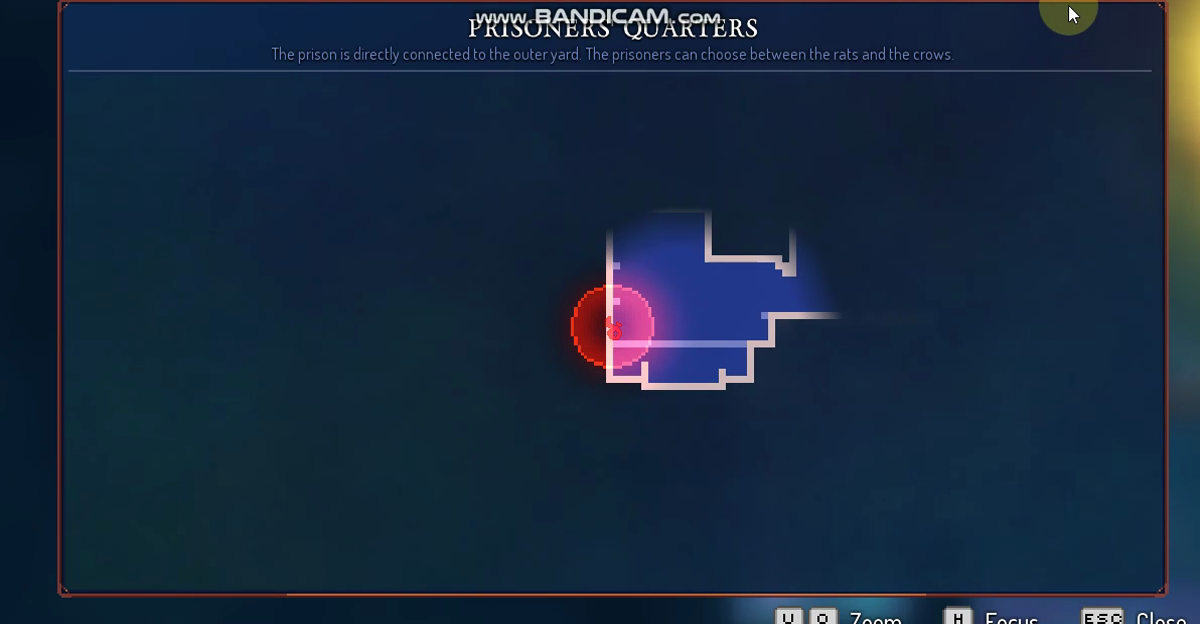 www.BANDICAM.com
PRISONERS' QUARTERS
The prison is directly connected to the outer yard. The prisoners can choose between the rats and the crows.
Zoom H Focus ESC Close